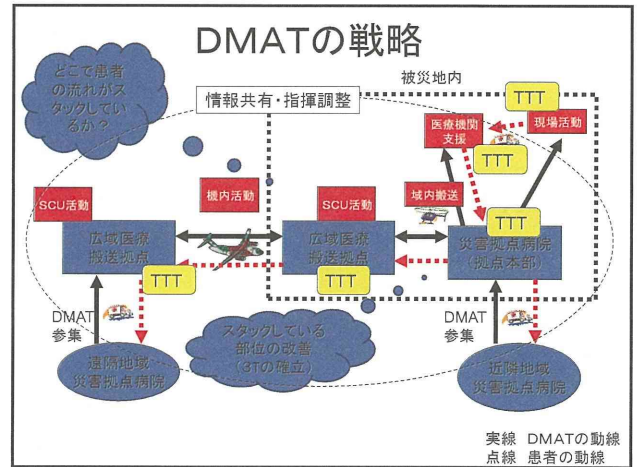 DMATの戦略
どこで患者
の流れがス
タックしてい
るか?
情報共有・指揮調整
被災地内
TTT
医療機関
支援
現場活動
TTT
機内活動
域内搬送
SCU活動
SCU活動
TTT
広域医療
搬送拠点
広域医療
搬送拠点
災害拠点病院
(拠点本部)
TTT
TTT
DMAT
参集
DMAT
参集
スタックしている
部位の改善
(3Tの確立)
遠隔地域
災害拠点病院
近隣地域
災害拠点病院
実線 DMATの動線
点線 患者の動線